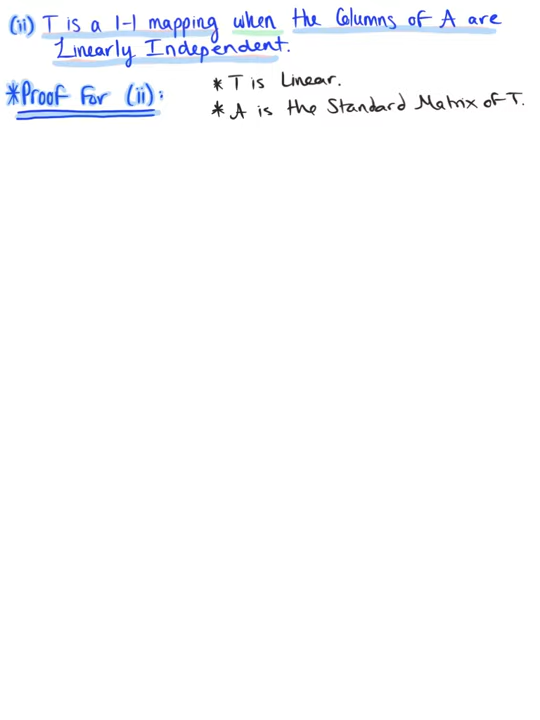 (ii) T is a 1-1 mapping when the Columns of A are
Linearly Independent.
*Proof For (ii):
* T is Linear.
* A is the Standard Matrix of T.